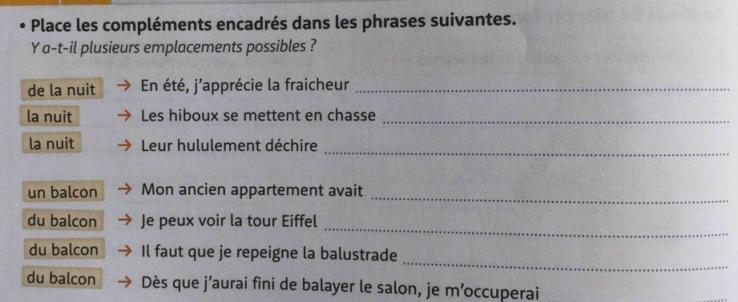 • Place les compléments encadrés dans les phrases suivantes.
Y a-t-il plusieurs emplacements possibles ?
de la nuit → En été, j'apprécie la fraicheur
la nuit → Les hiboux se mettent en chasse
la nuit → Leur hululement déchire
un balcon → Mon ancien appartement avait
du balcon → Je peux voir la tour Eiffel
du balcon → Il faut que je repeigne la balustrade
du balcon → Dès que j'aurai fini de balayer le salon, je m'occuperai